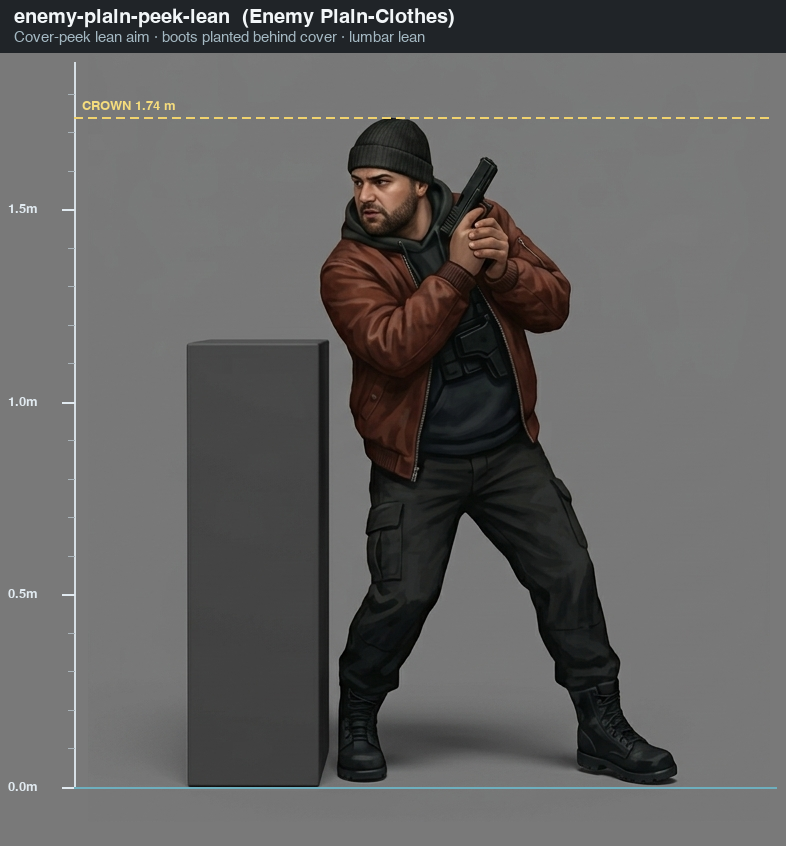 enemy-plain-peek-lean (Enemy Plain-Clothes)
Cover-peek lean aim · boots planted behind cover · lumbar lean
CROWN 1.74 m
1.5m
1.0m
0.5m
0.0m